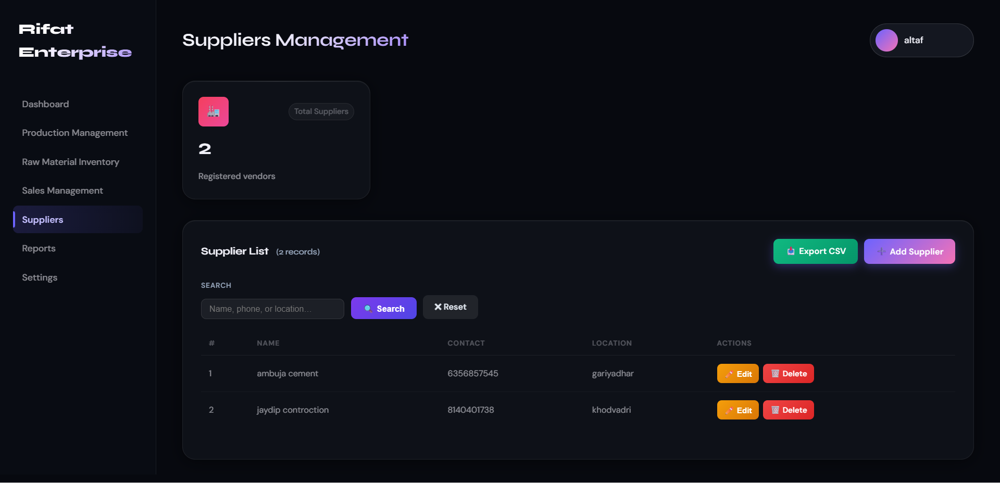 Rifat
Enterprise
Dashboard
Production Management
Raw Material Inventory
Sales Management
Suppliers
Reports
Settings
Suppliers Management
altaf
Total Suppliers
2
Registered vendors
Supplier List (2 records)
Export CSV
Add Supplier
SEARCH
Name, phone, or location...
Search
Reset
# NAME CONTACT LOCATION ACTIONS
1 ambuja cement 6356857545 gariyadhar Edit Delete
2 jaydip controction 8140401738 khodvadri Edit Delete